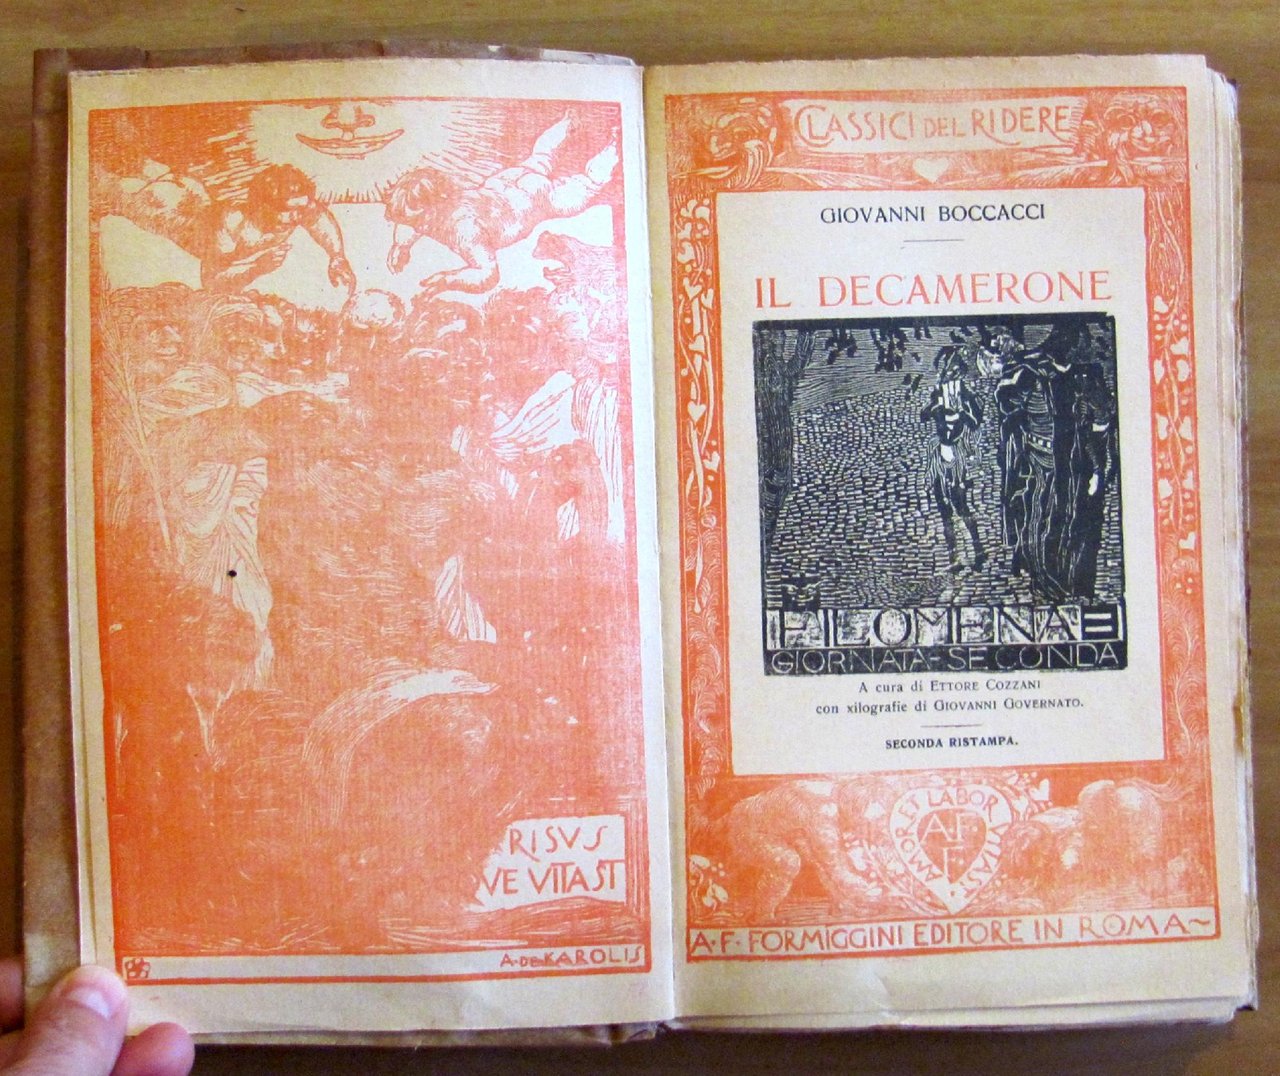 RISVS
VE VITAST
A·DE KAROLIS
CLASSICI DEL RIDERE
GIOVANNI BOCCACCI
IL DECAMERONE
FILOMENA
GIORNATA-SECONDA
A cura di ETTORE COZZANI
con xilografie di GIOVANNI GOVERNATO.
SECONDA RISTAMPA.
AMOR ET LABOR VITAST
A.F.
F
A·F·FORMIGGINI EDITORE IN ROMA~